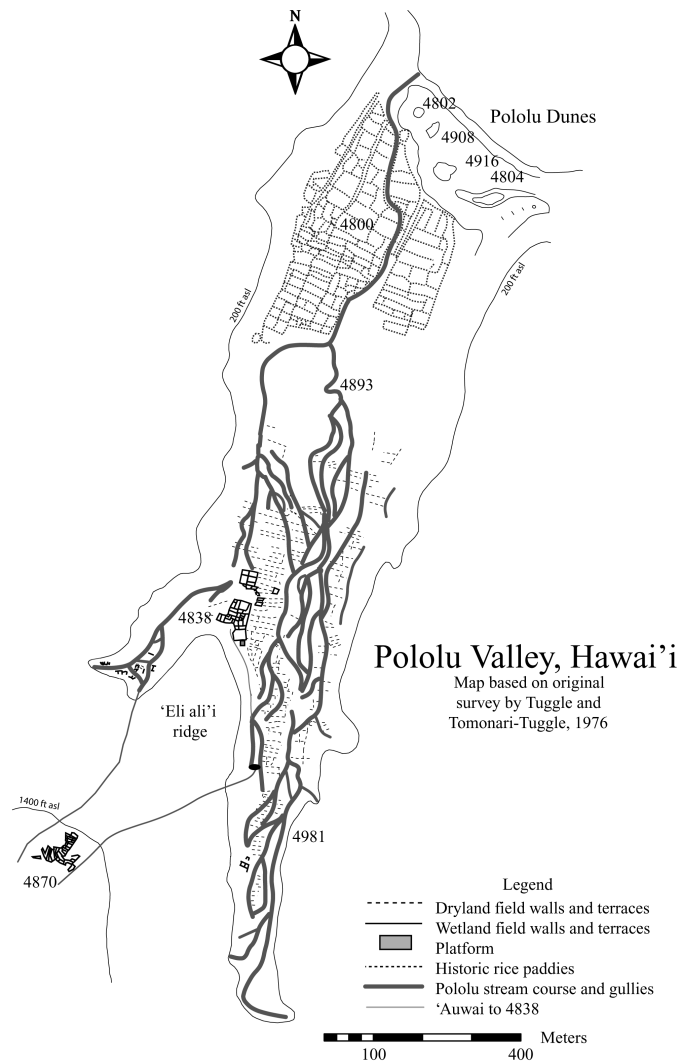 N
4802
Pololu Dunes
4908
4916
4804
4800
200 ft asl
200 ft asl
4893
4838
Pololu Valley, Hawai'i
Map based on original
survey by Tuggle and
Tomonari-Tuggle, 1976
'Eli ali'i
ridge
1400 ft asl
4981
4870
Legend
Dryland field walls and terraces
Wetland field walls and terraces
Platform
Historic rice paddies
Pololu stream course and gullies
'Auwai to 4838
Meters
100 400